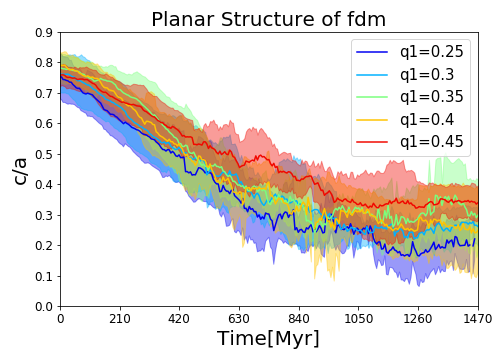 Planar Structure of fdm
c/a
0.9
0.8
0.7
0.6
0.5
0.4
0.3
0.2
0.1
0.0
q1=0.25
q1=0.3
q1=0.35
q1=0.4
q1=0.45
0 210 420 630 840 1050 1260 1470
Time[Myr]